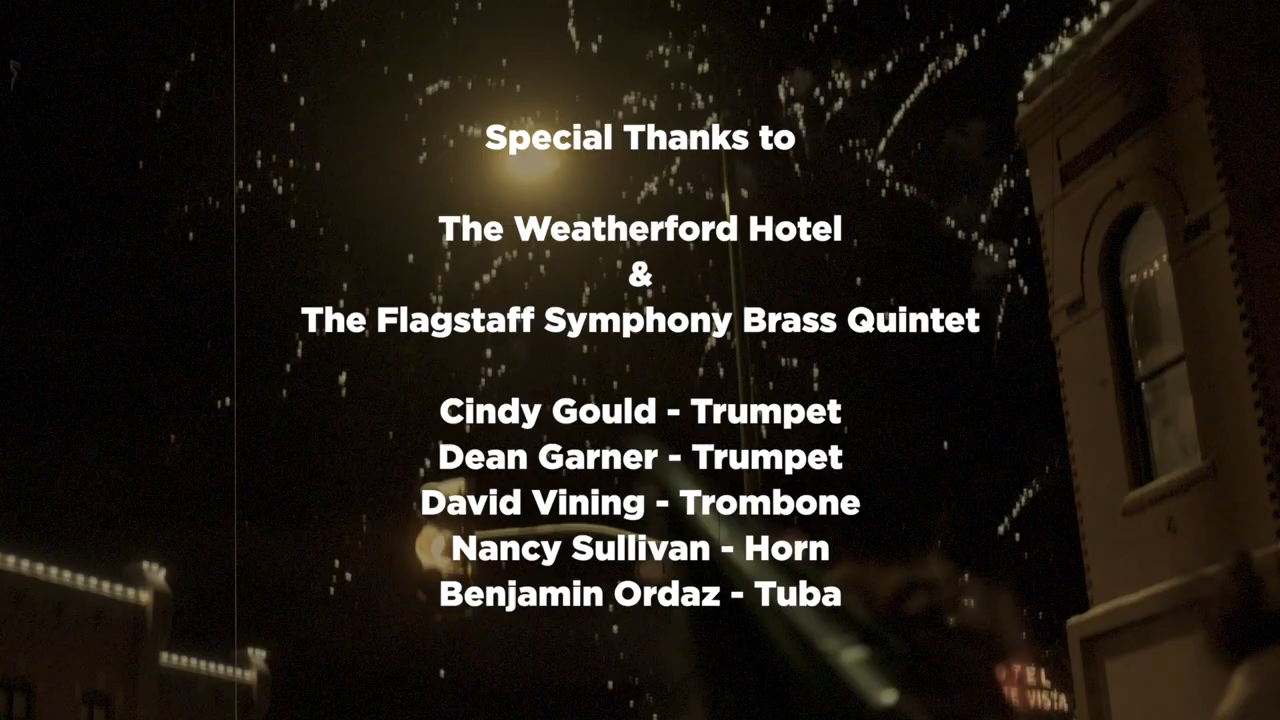 Special Thanks to
The Weatherford Hotel
&
The Flagstaff Symphony Brass Quintet
Cindy Gould - Trumpet
Dean Garner - Trumpet
David Vining - Trombone
Nancy Sullivan - Horn
Benjamin Ordaz - Tuba
VISTA